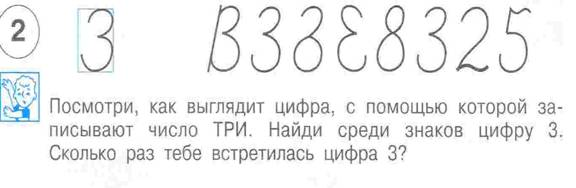 2
3
В3ƐЗ8325
Посмотри, как выглядит цифра, с помощью которой за-
писывают число ТРИ. Найди среди знаков цифру 3.
Сколько раз тебе встретилась цифра 3?